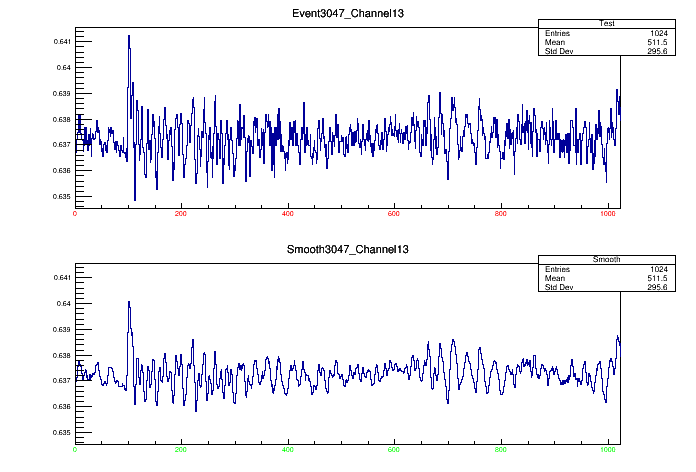 Event3047_Channel13
Test
Entries 1024
Mean 511.5
Std Dev 295.6
0.641
0.64
0.639
0.638
0.637
0.636
0.635
0 200 400 600 800 1000
Smooth3047_Channel13
Smooth
Entries 1024
Mean 511.5
Std Dev 295.6
0.641
0.64
0.639
0.638
0.637
0.636
0.635
0 200 400 600 800 1000